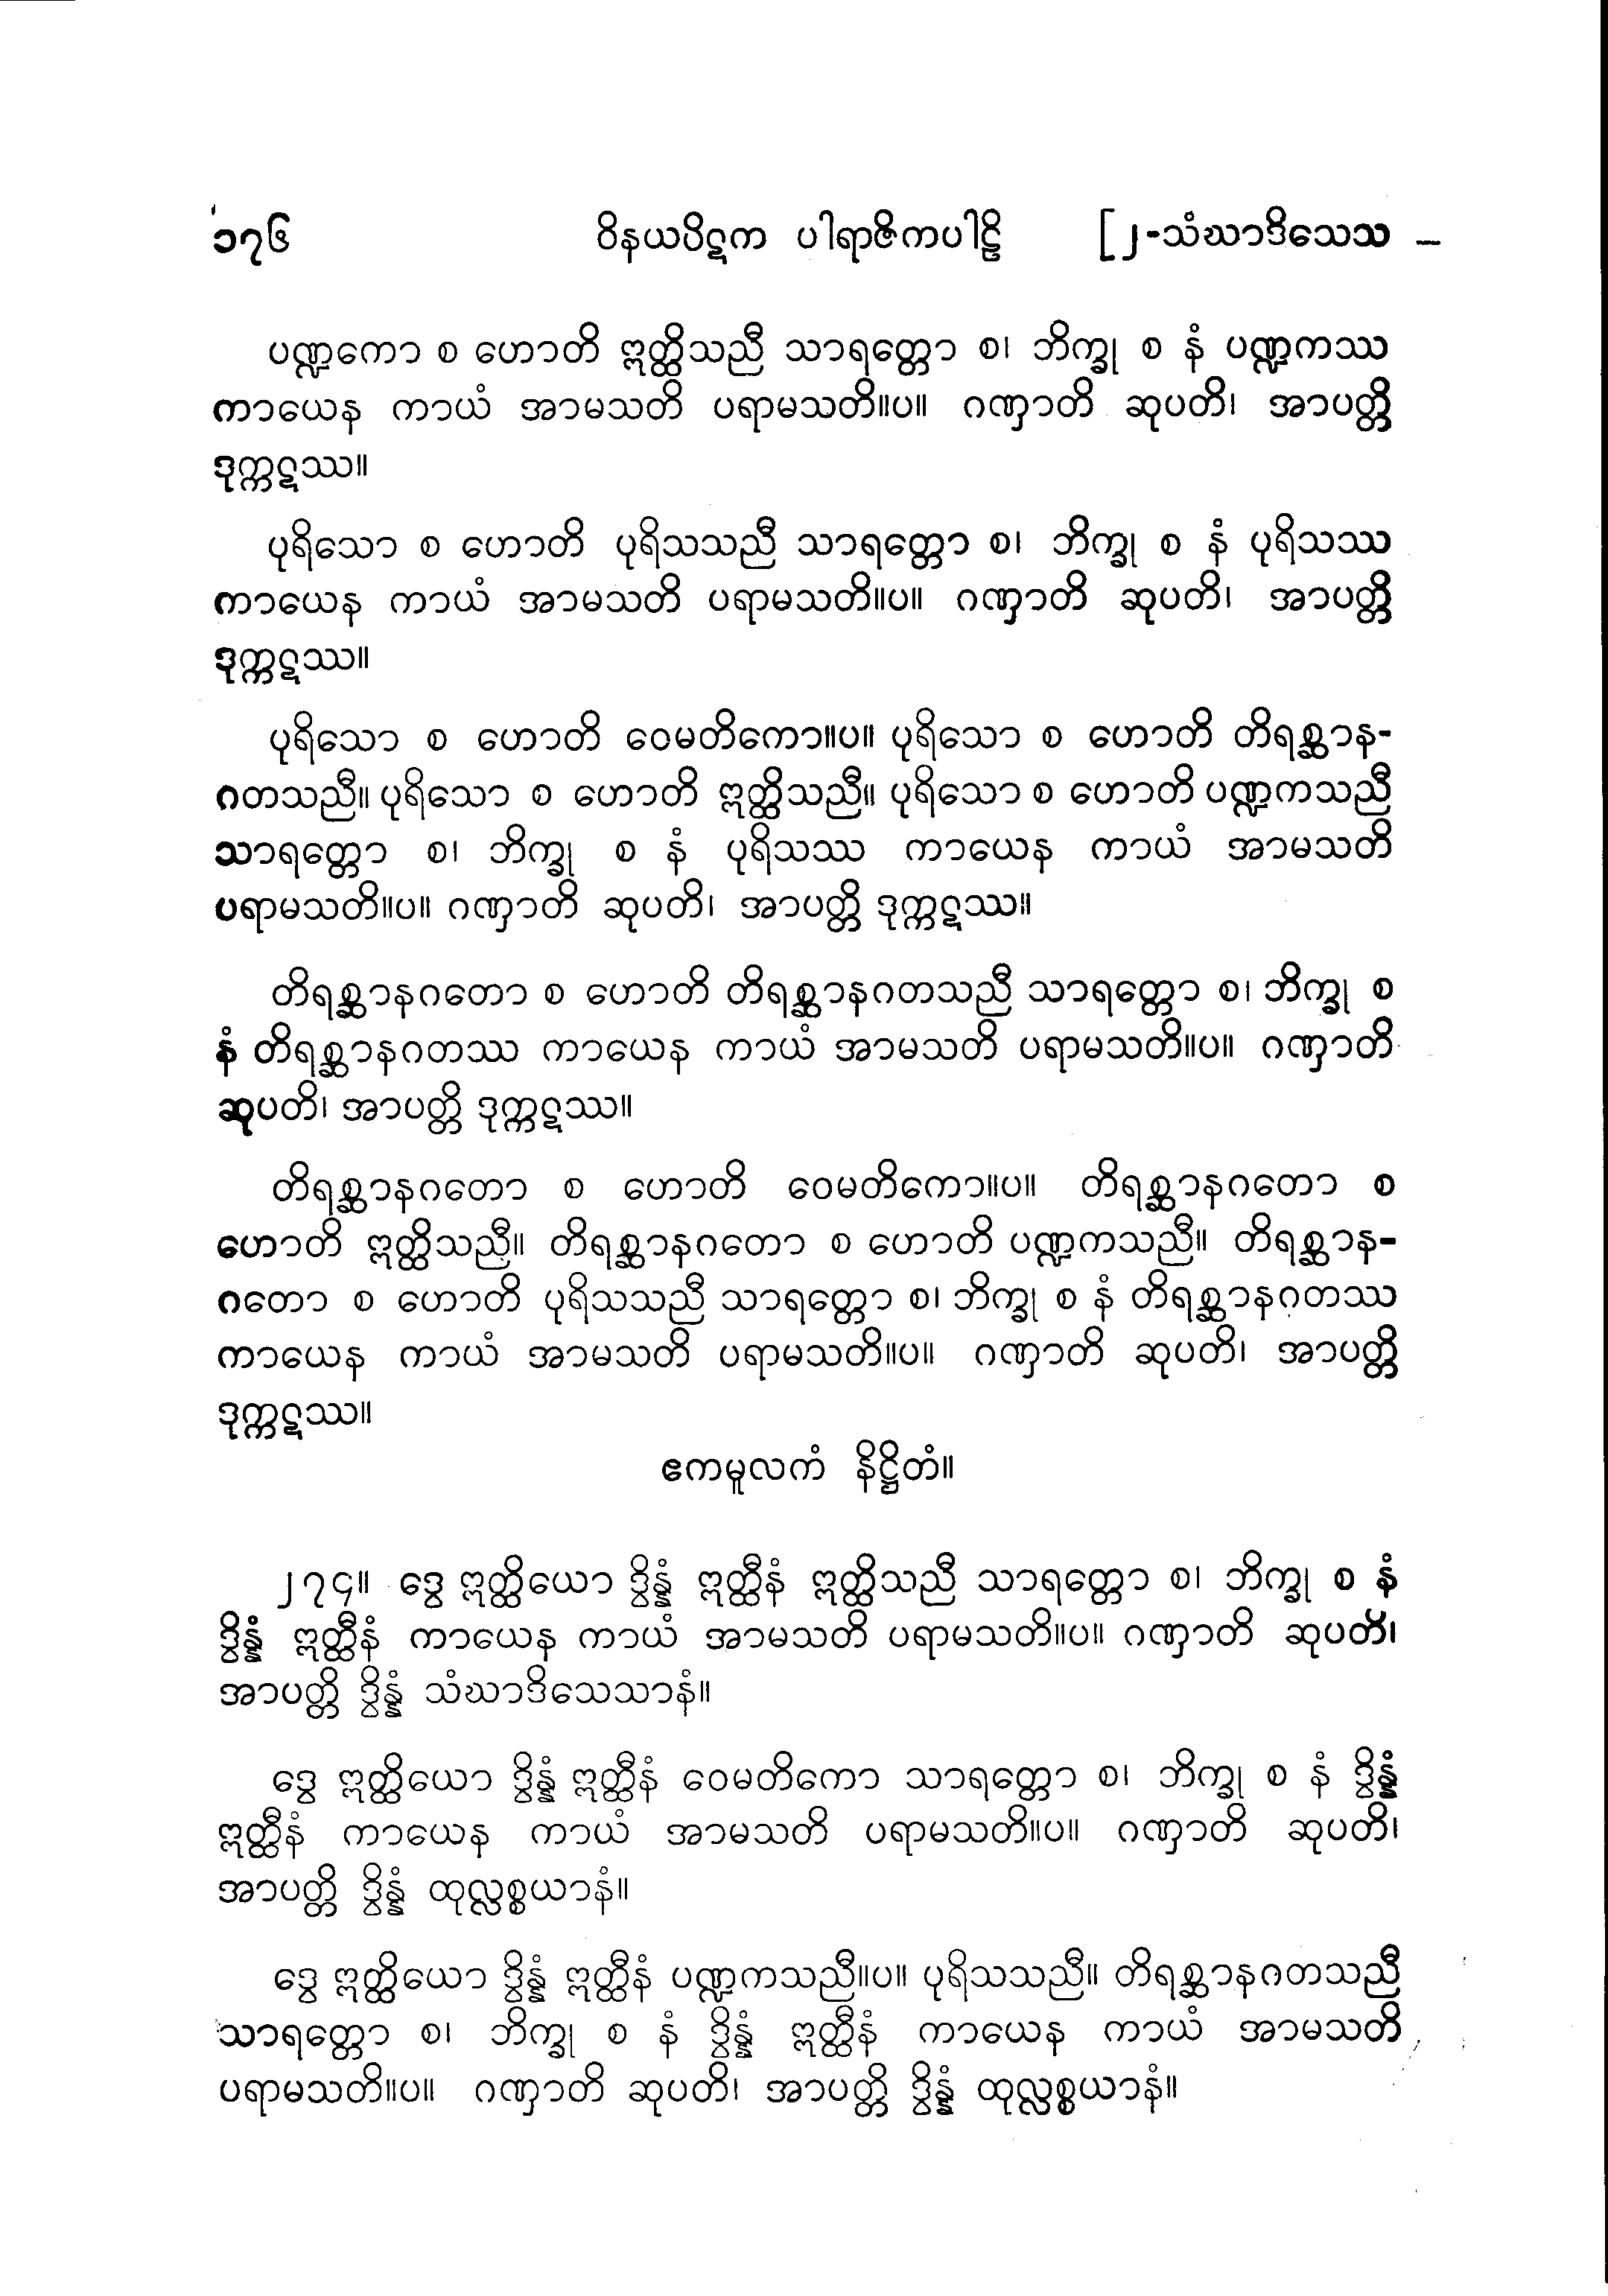 ၁၇၆ ဝိနယပိဋက ပါရာဇိကပါဠိ [၂-သံဃာဒိသေသ –
ပဏ္ဍကော စ ဟောတိ ဣတ္ထိသညီ သာရတ္တော စ၊ ဘိက္ခု စ နံ ပဏ္ဍကဿ
ကာယေန ကာယံ အာမသတိ ပရာမသတိ။ပ။ ဂဏှာတိ ဆုပတိ၊ အာပတ္တိ
ဒုက္ကဋဿ။
ပုရိသော စ ဟောတိ ပုရိသသညီ သာရတ္တော စ၊ ဘိက္ခု စ နံ ပုရိသဿ
ကာယေန ကာယံ အာမသတိ ပရာမသတိ။ပ။ ဂဏှာတိ ဆုပတိ၊ အာပတ္တိ
ဒုက္ကဋဿ။
ပုရိသော စ ဟောတိ ဝေမတိကော။ပ။ ပုရိသော စ ဟောတိ တိရစ္ဆာန-
ဂတသညီ။ ပုရိသော စ ဟောတိ ဣတ္ထိသညီ။ ပုရိသော စ ဟောတိ ပဏ္ဍကသညီ
သာရတ္တော စ၊ ဘိက္ခု စ နံ ပုရိသဿ ကာယေန ကာယံ အာမသတိ
ပရာမသတိ။ပ။ ဂဏှာတိ ဆုပတိ၊ အာပတ္တိ ဒုက္ကဋဿ။
တိရစ္ဆာနဂတော စ ဟောတိ တိရစ္ဆာနဂတသညီ သာရတ္တော စ၊ ဘိက္ခု စ
နံ တိရစ္ဆာနဂတဿ ကာယေန ကာယံ အာမသတိ ပရာမသတိ။ပ။ ဂဏှာတိ
ဆုပတိ၊ အာပတ္တိ ဒုက္ကဋဿ။
တိရစ္ဆာနဂတော စ ဟောတိ ဝေမတိကော။ပ။ တိရစ္ဆာနဂတော စ
ဟောတိ ဣတ္ထိသညီ။ တိရစ္ဆာနဂတော စ ဟောတိ ပဏ္ဍကသညီ။ တိရစ္ဆာန-
ဂတော စ ဟောတိ ပုရိသသညီ သာရတ္တော စ၊ ဘိက္ခု စ နံ တိရစ္ဆာနဂတဿ
ကာယေန ကာယံ အာမသတိ ပရာမသတိ။ပ။ ဂဏှာတိ ဆုပတိ၊ အာပတ္တိ
ဒုက္ကဋဿ။
ဧကမူလကံ နိဋ္ဌိတံ။
၂၇၄။ ဒွေ ဣတ္ထိယော ဒွိန္နံ ဣတ္ထီနံ ဣတ္ထိသညီ သာရတ္တော စ၊ ဘိက္ခု စ နံ
ဒွိန္နံ ဣတ္ထီနံ ကာယေန ကာယံ အာမသတိ ပရာမသတိ။ပ။ ဂဏှာတိ ဆုပတိ၊
အာပတ္တိ ဒွိန္နံ သံဃာဒိသေသာနံ။
ဒွေ ဣတ္ထိယော ဒွိန္နံ ဣတ္ထီနံ ဝေမတိကော သာရတ္တော စ၊ ဘိက္ခု စ နံ ဒွိန္နံ
ဣတ္ထီနံ ကာယေန ကာယံ အာမသတိ ပရာမသတိ။ပ။ ဂဏှာတိ ဆုပတိ၊
အာပတ္တိ ဒွိန္နံ ထုလ္လစ္စယာနံ။
ဒွေ ဣတ္ထိယော ဒွိန္နံ ဣတ္ထီနံ ပဏ္ဍကသညီ။ပ။ ပုရိသသညီ။ တိရစ္ဆာနဂတသညီ
သာရတ္တော စ၊ ဘိက္ခု စ နံ ဒွိန္နံ ဣတ္ထီနံ ကာယေန ကာယံ အာမသတိ
ပရာမသတိ။ပ။ ဂဏှာတိ ဆုပတိ၊ အာပတ္တိ ဒွိန္နံ ထုလ္လစ္စယာနံ။